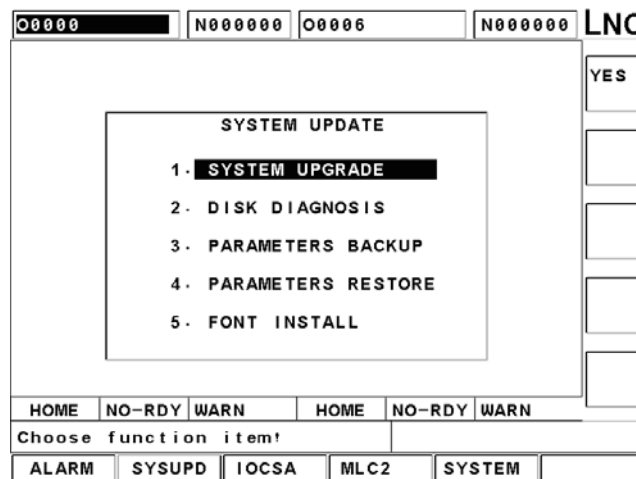 O0000 N000000 O0006 N000000 LNC
YES
SYSTEM UPDATE
1. SYSTEM UPGRADE
2. DISK DIAGNOSIS
3. PARAMETERS BACKUP
4. PARAMETERS RESTORE
5. FONT INSTALL
HOME NO-RDY WARN HOME NO-RDY WARN
Choose function item!
ALARM SYSUPD IOCSA MLC2 SYSTEM